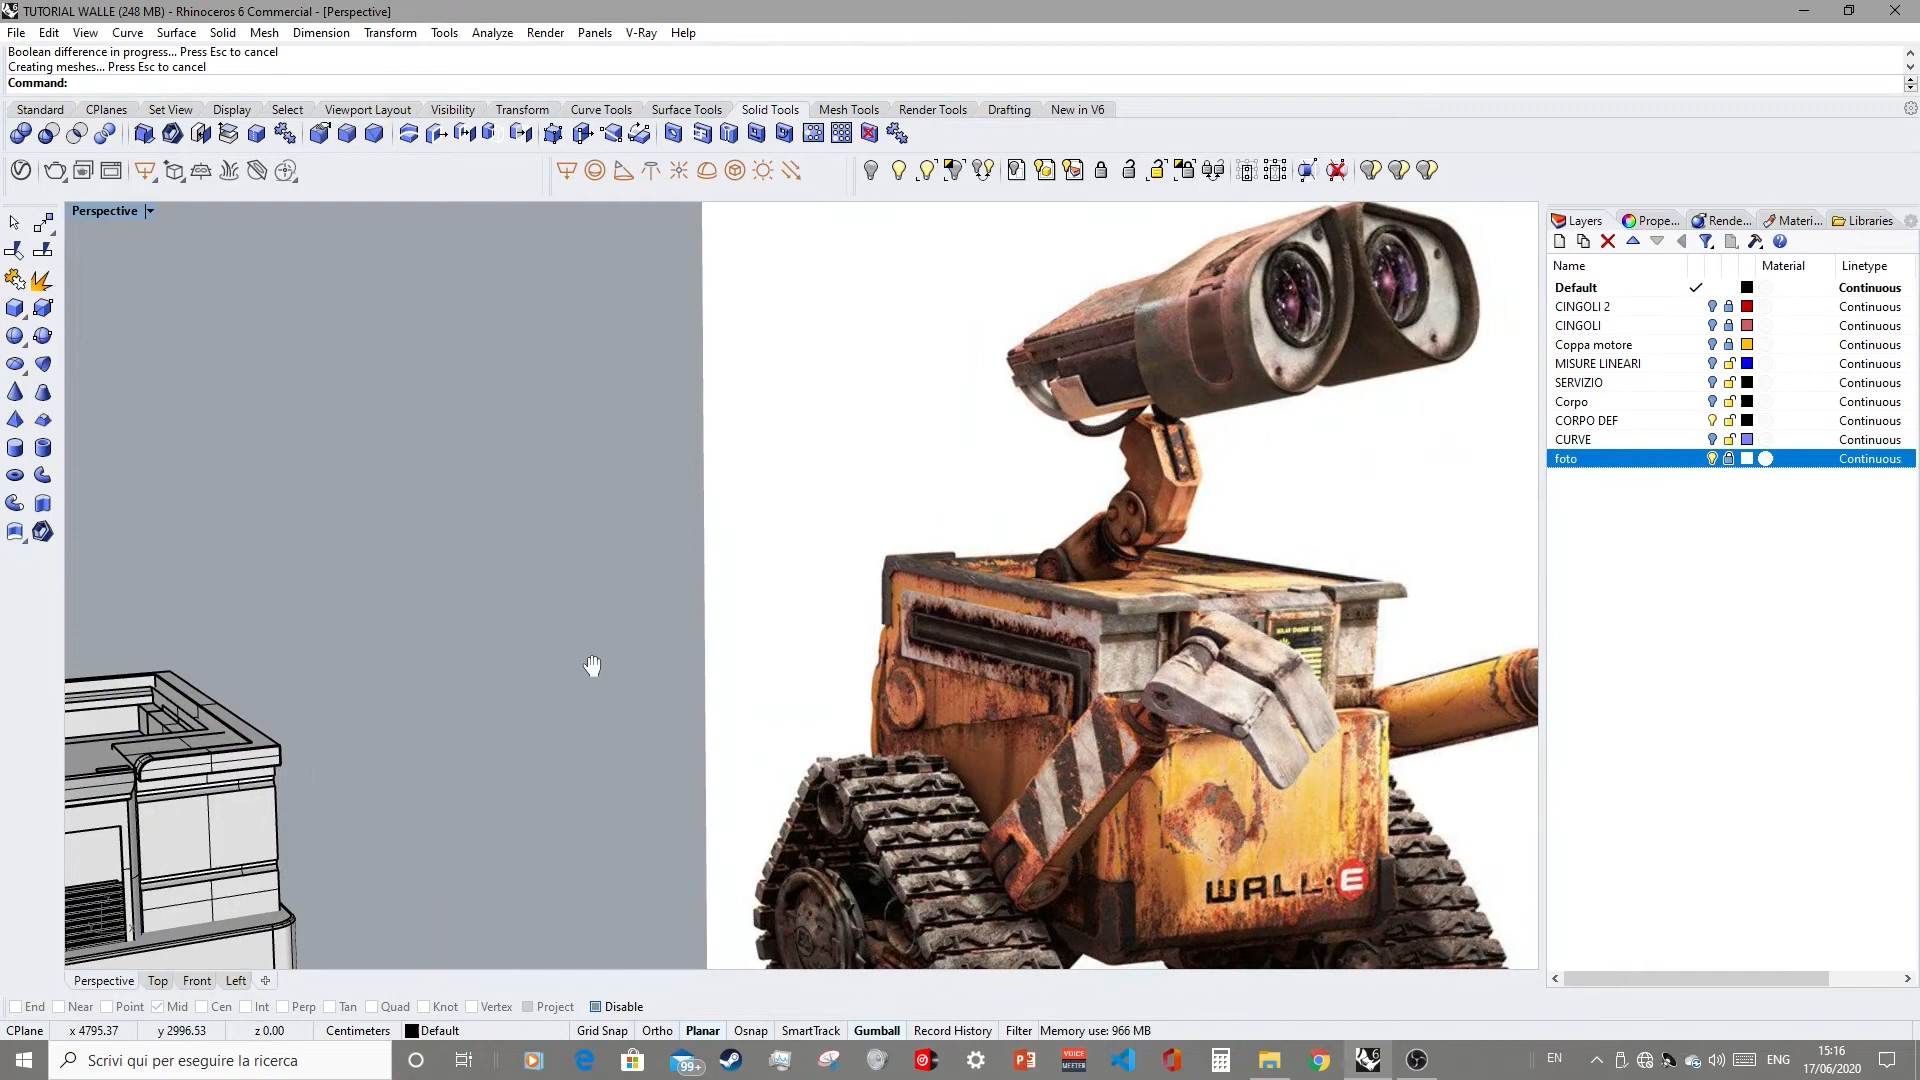 TUTORIAL WALLE (248 MB) - Rhinoceros 6 Commercial - [Perspective]
File Edit View Curve Surface Solid Mesh Dimension Transform Tools Analyze Render Panels V-Ray Help
Boolean difference in progress... Press Esc to cancel
Creating meshes... Press Esc to cancel
Command:
Standard CPlanes Set View Display Select Viewport Layout Visibility Transform Curve Tools Surface Tools Solid Tools Mesh Tools Render Tools Drafting New in V6
Perspective
Layers Prope... Rende... Materi... Libraries
Name Material Linetype
Default Continuous
CINGOLI 2 Continuous
CINGOLI Continuous
Coppa motore Continuous
MISURE LINEARI Continuous
SERVIZIO Continuous
Corpo Continuous
CORPO DEF Continuous
CURVE Continuous
foto Continuous
WALL·E
Perspective Top Front Left
End Near Point Mid Cen Int Perp Tan Quad Knot Vertex Project Disable
CPlane x 4795.37 y 2996.53 z 0.00 Centimeters Default Grid Snap Ortho Planar Osnap SmartTrack Gumball Record History Filter Memory use: 966 MB
Scrivi qui per eseguire la ricerca
99+
VOICE MEETER
EN
ENG
15:16
17/06/2020